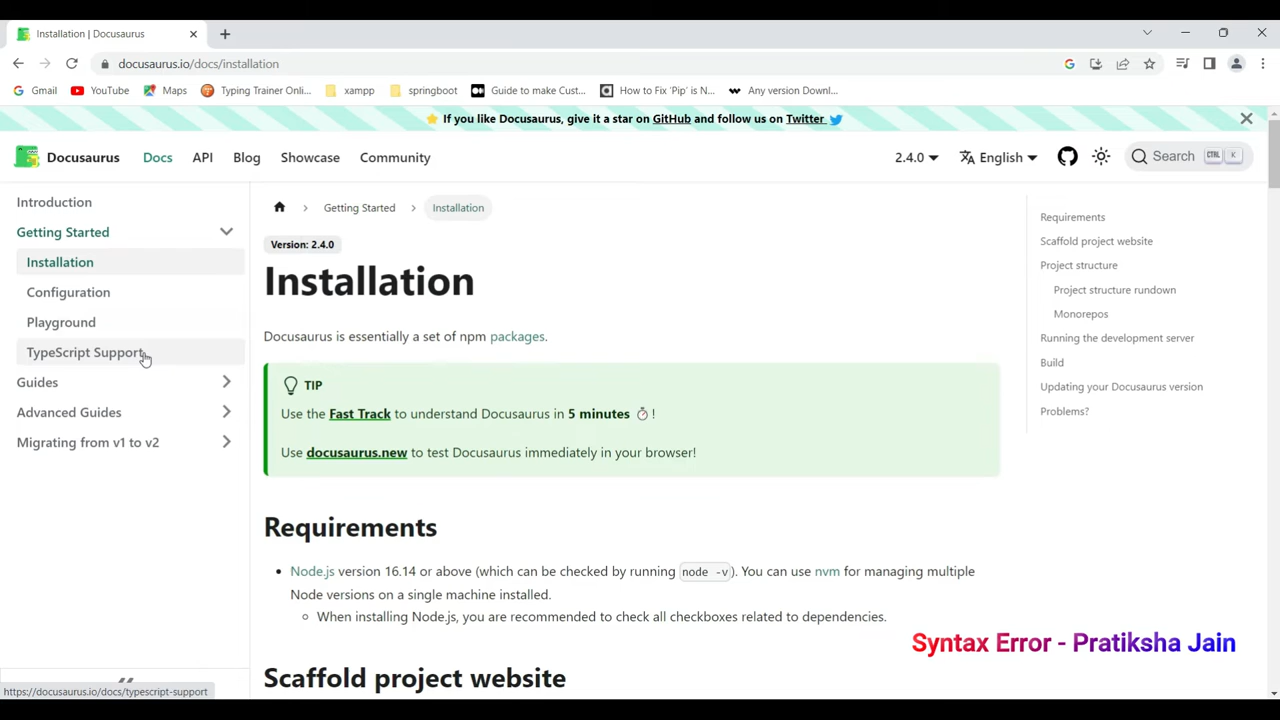 Installation | Docusaurus
docusaurus.io/docs/installation
Gmail
YouTube
Maps
Typing Trainer Onli...
xampp
springboot
Guide to make Cust...
How to Fix 'Pip' is N...
Any version Downl...
⭐ If you like Docusaurus, give it a star on GitHub and follow us on Twitter
Docusaurus
Docs
API
Blog
Showcase
Community
2.4.0
English
Search
CTRL
K
Introduction
Getting Started
Installation
Configuration
Playground
TypeScript Support
Guides
Advanced Guides
Migrating from v1 to v2
Getting Started
Installation
Version: 2.4.0
Installation
Docusaurus is essentially a set of npm packages.
TIP
Use the Fast Track to understand Docusaurus in 5 minutes ⏱ !
Use docusaurus.new to test Docusaurus immediately in your browser!
Requirements
• Node.js version 16.14 or above (which can be checked by running node -v). You can use nvm for managing multiple
Node versions on a single machine installed.
When installing Node.js, you are recommended to check all checkboxes related to dependencies.
Scaffold project website
Requirements
Scaffold project website
Project structure
Project structure rundown
Monorepos
Running the development server
Build
Updating your Docusaurus version
Problems?
Syntax Error - Pratiksha Jain
https://docusaurus.io/docs/typescript-support